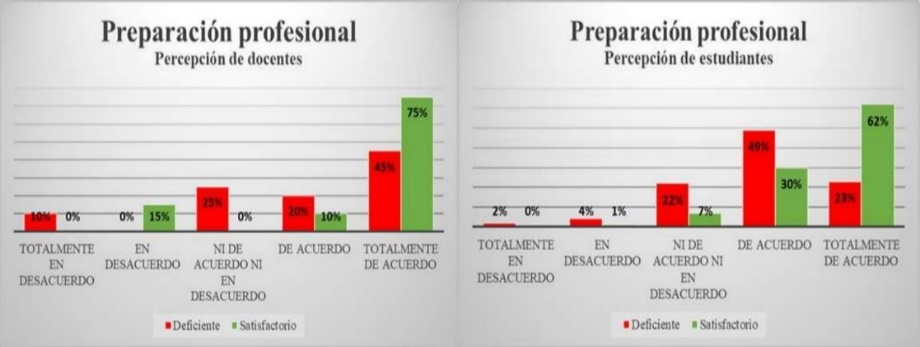 Preparación profesional
Percepción de docentes
75%
45%
25%
20%
15%
10%
10%
0%
0%
0%
TOTALMENTE EN DESACUERDO
EN DESACUERDO
NI DE ACUERDO NI EN DESACUERDO
DE ACUERDO
TOTALMENTE DE ACUERDO
Deficiente
Satisfactorio
Preparación profesional
Percepción de estudiantes
62%
49%
30%
23%
22%
7%
4%
1%
2%
0%
TOTALMENTE EN DESACUERDO
EN DESACUERDO
NI DE ACUERDO NI EN DESACUERDO
DE ACUERDO
TOTALMENTE DE ACUERDO
Deficiente
Satisfactorio